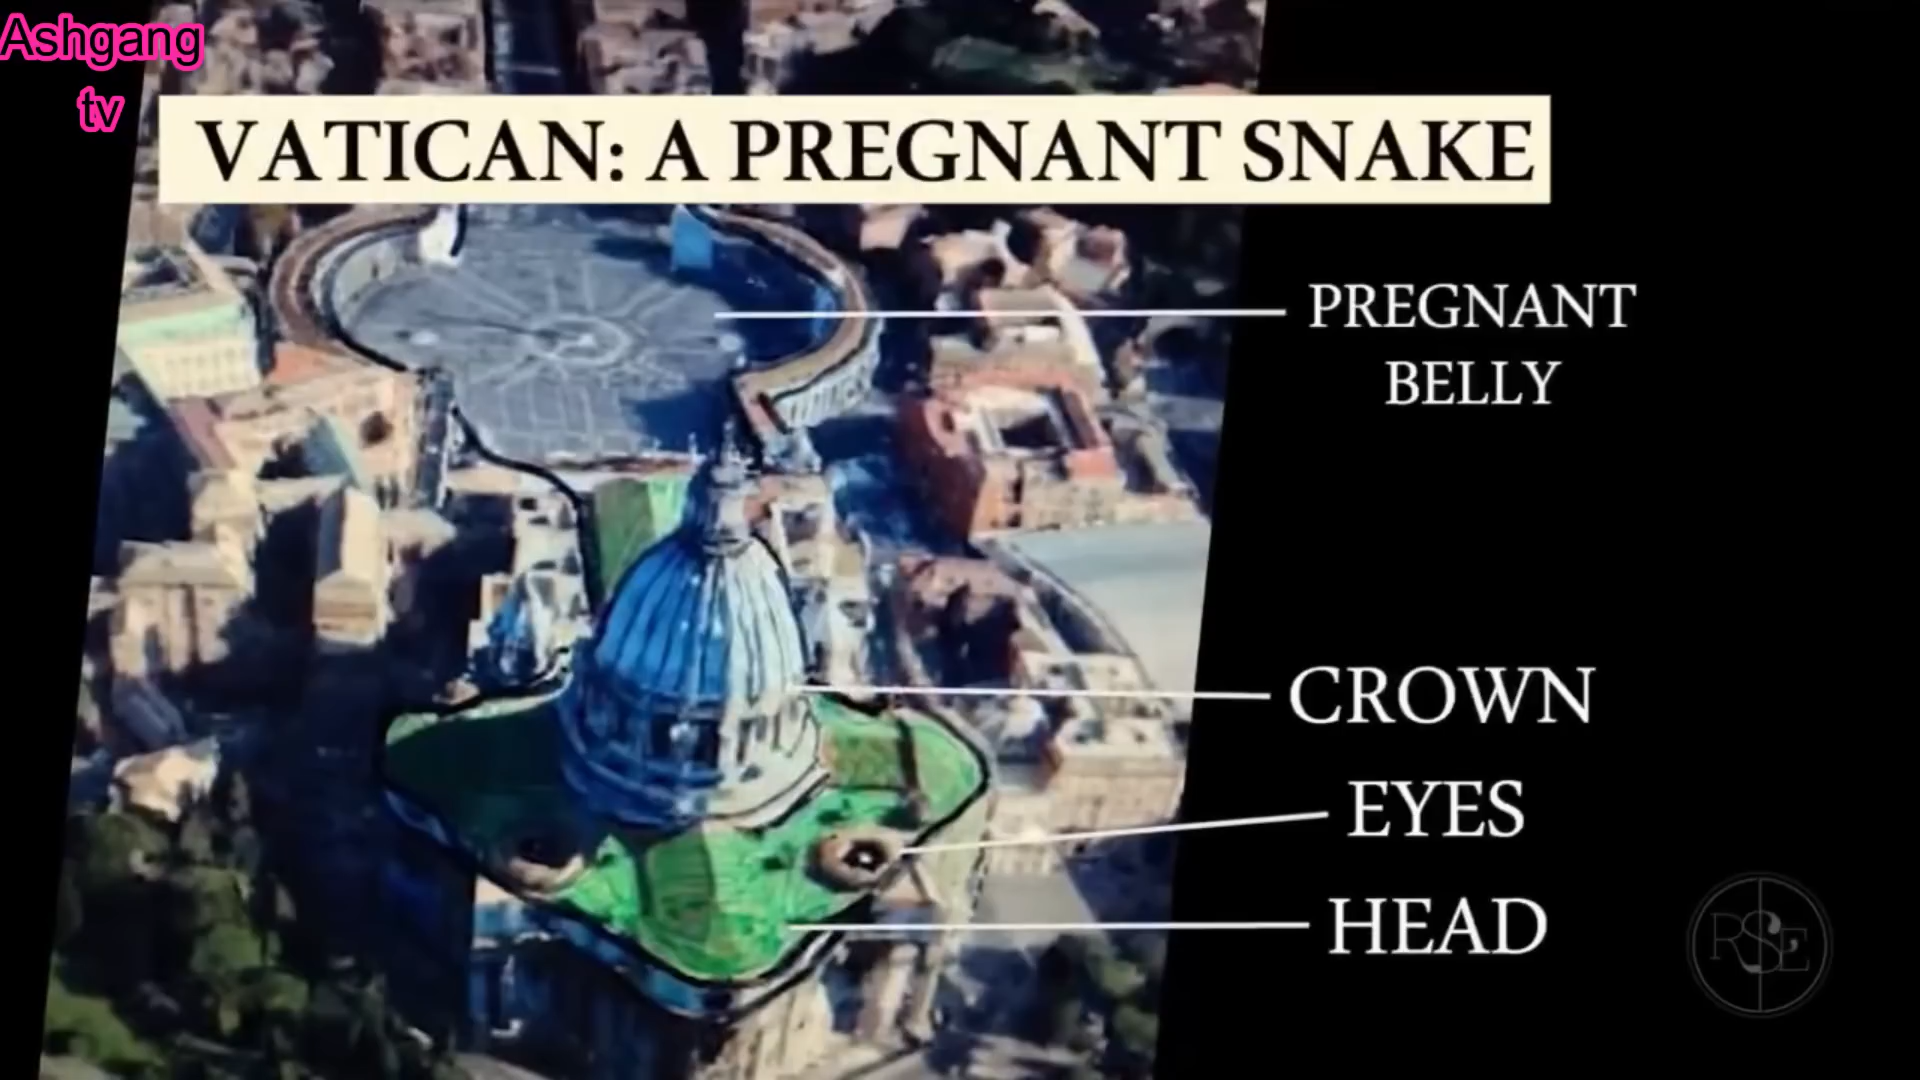 Ashgang
tv
VATICAN: A PREGNANT SNAKE
PREGNANT
BELLY
CROWN
EYES
HEAD
RSE